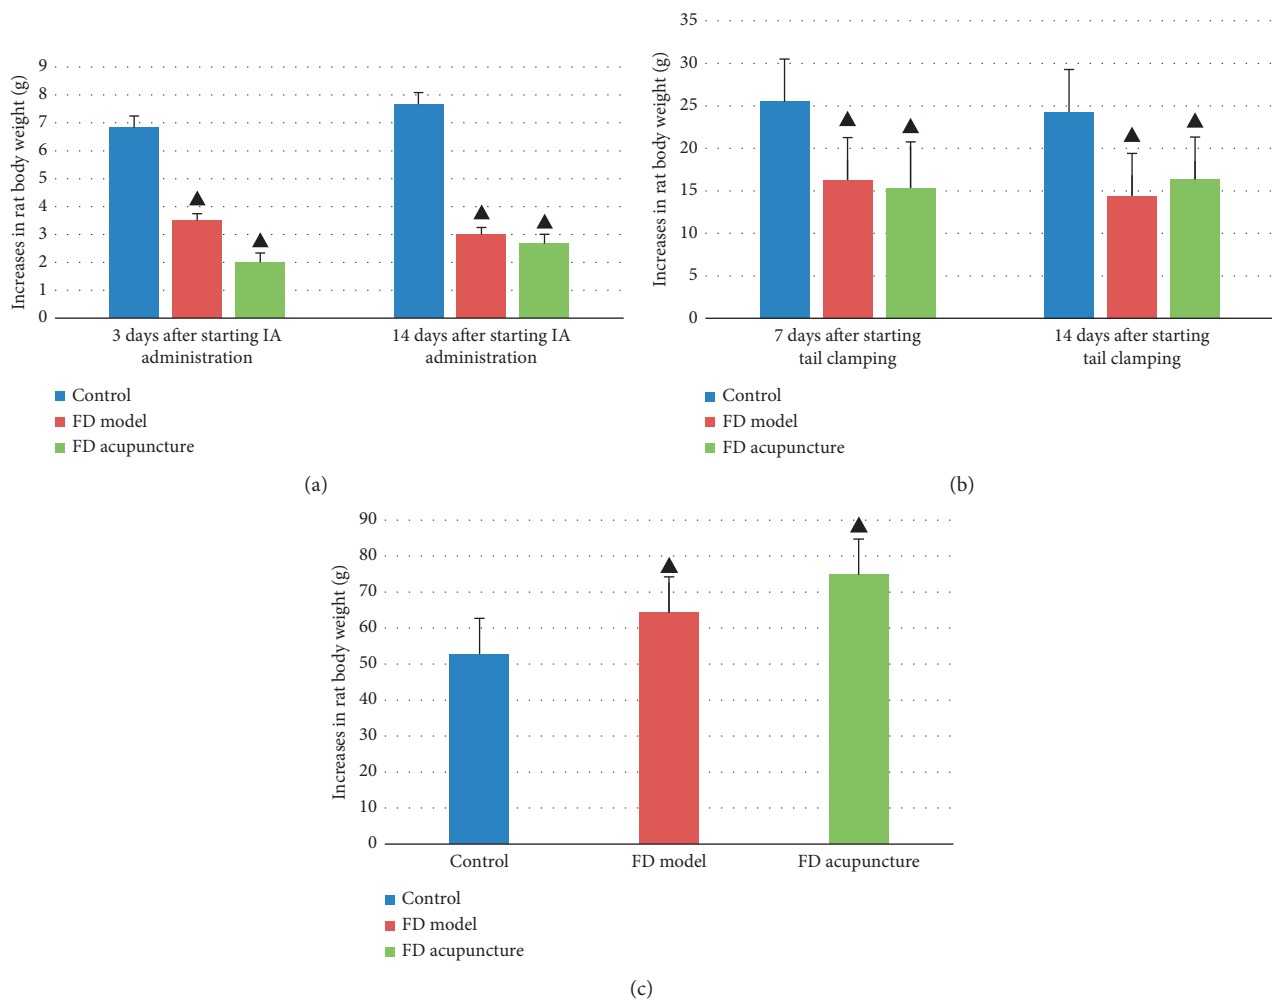 Increases in rat body weight (g)
9
8
7
6
5
4
3
2
1
0
3 days after starting IA
administration
14 days after starting IA
administration
Control
FD model
FD acupuncture
(a)
Increases in rat body weight (g)
35
30
25
20
15
10
5
0
7 days after starting
tail clamping
14 days after starting
tail clamping
Control
FD model
FD acupuncture
(b)
Increases in rat body weight (g)
90
80
70
60
50
40
30
20
10
0
Control
FD model
FD acupuncture
Control
FD model
FD acupuncture
(c)